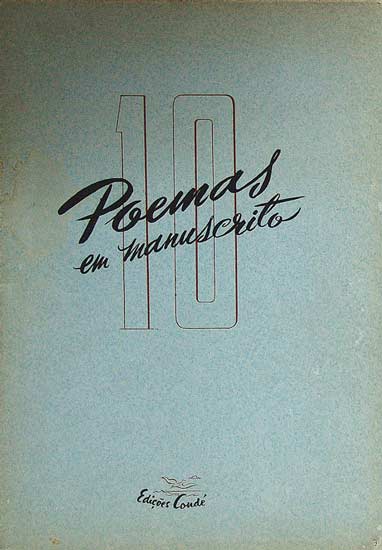 10
Poemas
em manuscrito
Edições Condé